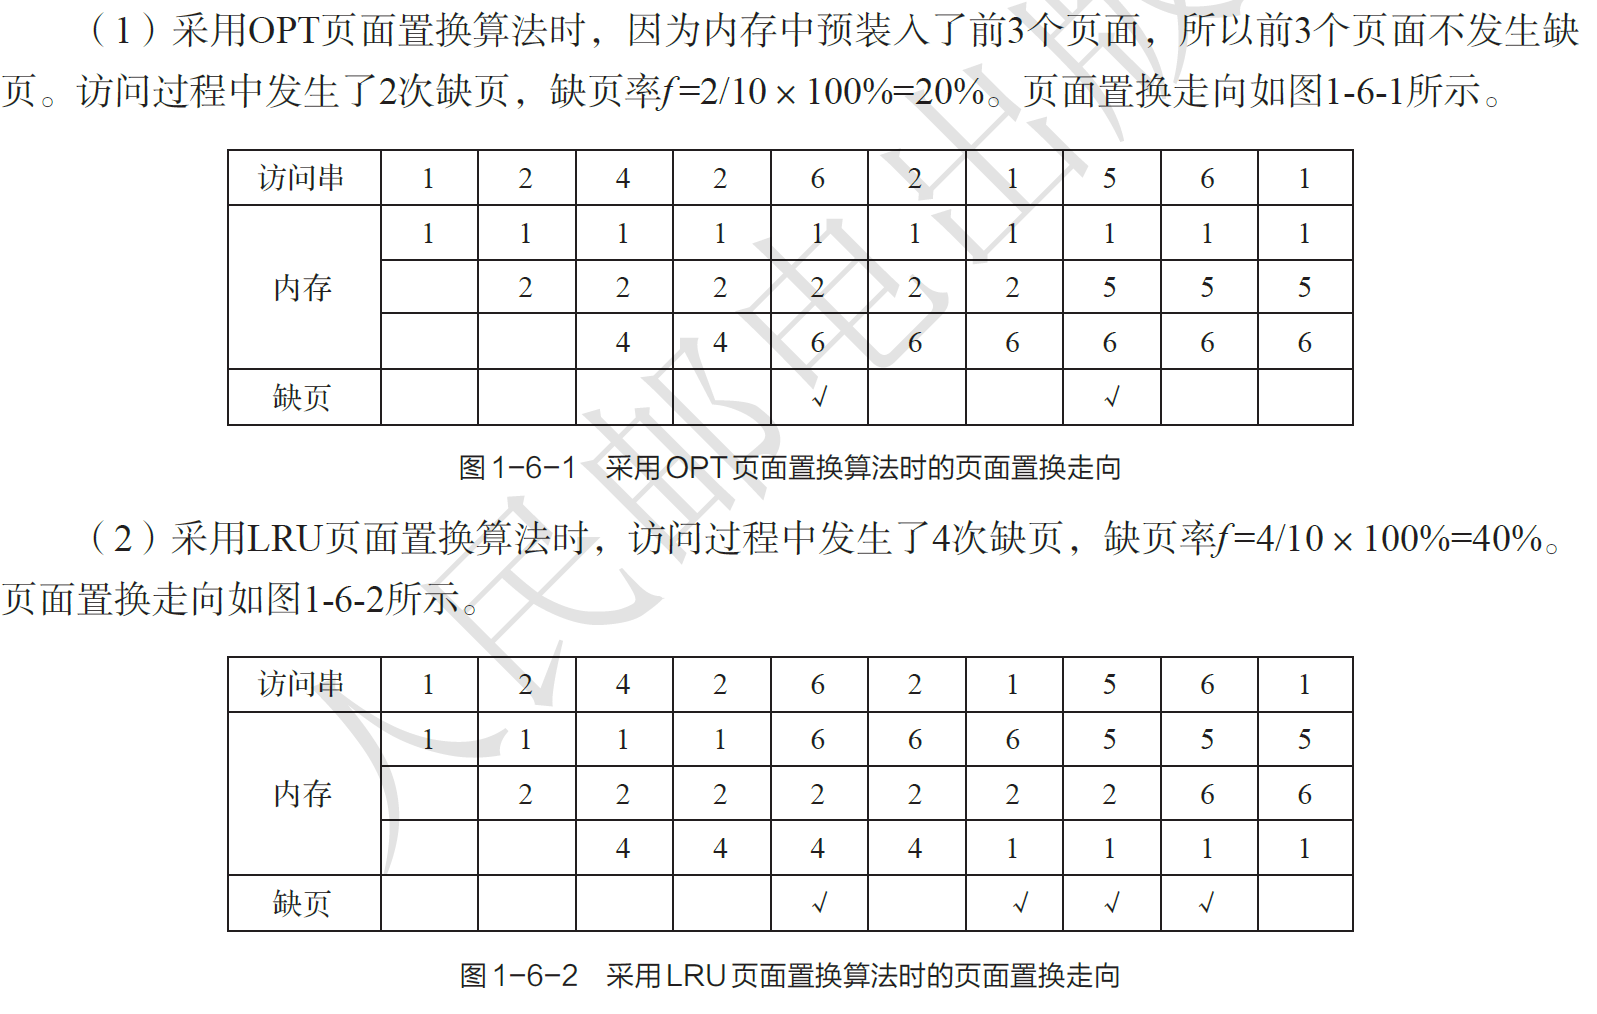 （1）采用OPT页面置换算法时，因为内存中预装入了前3个页面，所以前3个页面不发生缺
页。访问过程中发生了2次缺页，缺页率f =2/10 × 100%=20%。页面置换走向如图1-6-1所示。
访问串 1 2 4 2 6 2 1 5 6 1
1 1 1 1 1 1 1 1 1 1
内存 2 2 2 2 2 2 5 5 5
4 4 6 6 6 6 6 6
缺页 √ √
图 1-6-1 采用 OPT 页面置换算法时的页面置换走向
（2）采用LRU页面置换算法时，访问过程中发生了4次缺页，缺页率f =4/10 × 100%=40%。
页面置换走向如图1-6-2所示。
访问串 1 2 4 2 6 2 1 5 6 1
1 1 1 1 6 6 6 5 5 5
内存 2 2 2 2 2 2 2 6 6
4 4 4 4 1 1 1 1
缺页 √ √ √ √
图 1-6-2 采用 LRU 页面置换算法时的页面置换走向
人民邮电出版